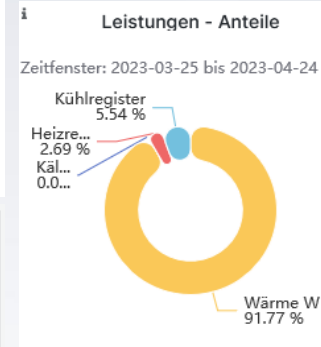 i
Leistungen - Anteile
Zeitfenster: 2023-03-25 bis 2023-04-24
Kühlregister
5.54 %
Heizre...
2.69 %
Käl...
0.0...
Wärme W
91.77 %